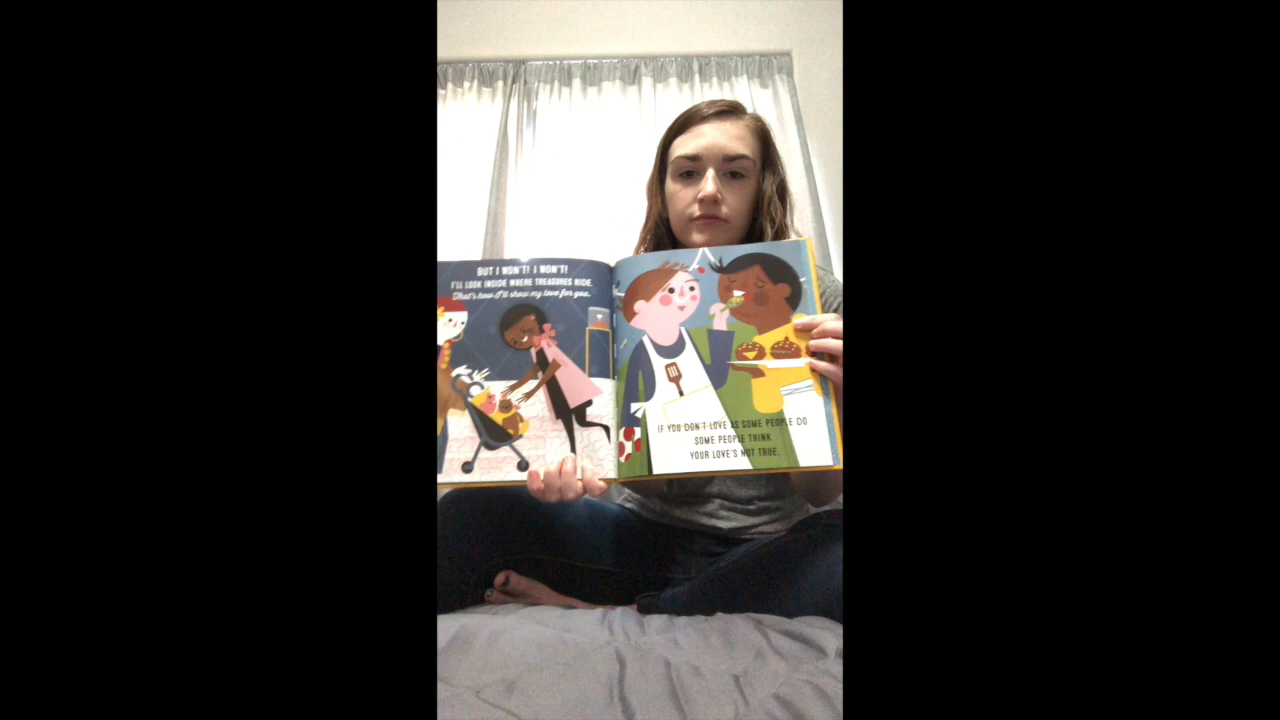 BUT I WON'T! I WON'T!
I'LL LOOK INSIDE WHERE TREASURES HIDE.
That's how I'll show my love for you.
IF YOU DON'T LOVE AS SOME PEOPLE DO
SOME PEOPLE THINK
YOUR LOVE'S NOT TRUE.